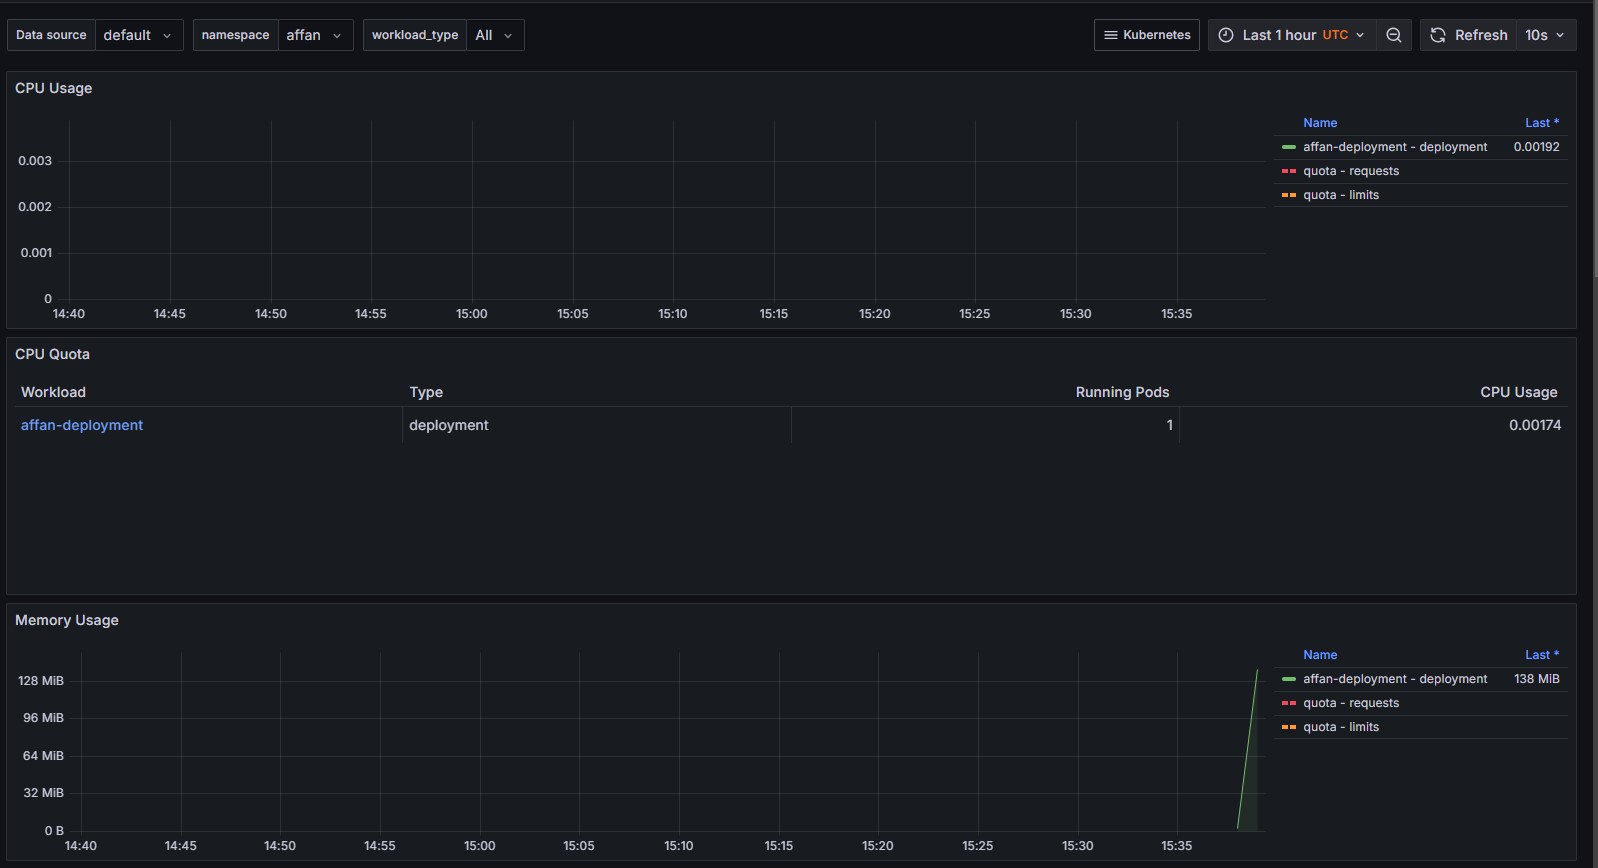 Data source default namespace affan workload_type All Kubernetes Last 1 hour UTC Refresh 10s
CPU Usage
Name Last *
affan-deployment - deployment 0.00192
quota - requests
quota - limits
0.003
0.002
0.001
0
14:40 14:45 14:50 14:55 15:00 15:05 15:10 15:15 15:20 15:25 15:30 15:35
CPU Quota
Workload Type Running Pods CPU Usage
affan-deployment deployment 1 0.00174
Memory Usage
Name Last *
affan-deployment - deployment 138 MiB
quota - requests
quota - limits
128 MiB
96 MiB
64 MiB
32 MiB
0 B
14:40 14:45 14:50 14:55 15:00 15:05 15:10 15:15 15:20 15:25 15:30 15:35